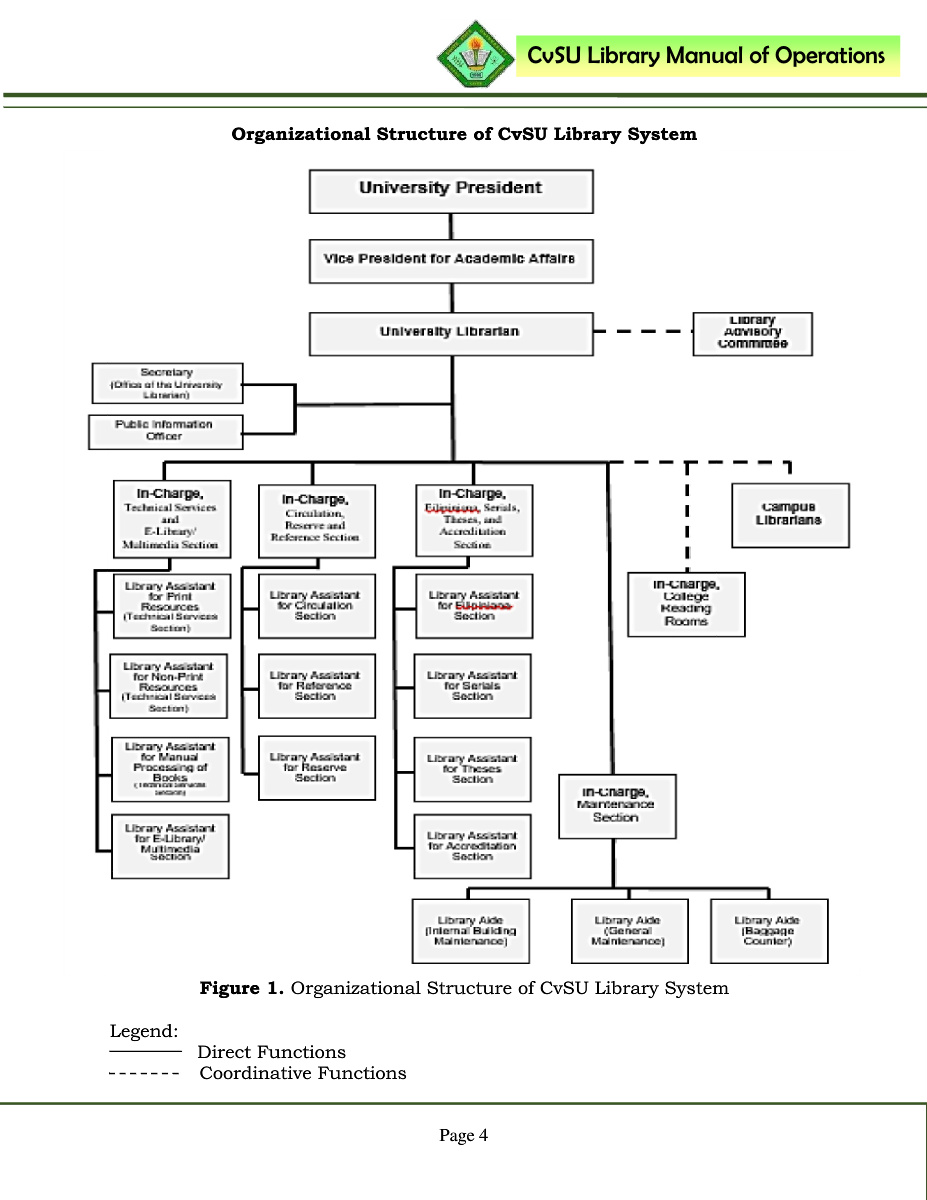 CvSU Library Manual of Operations
Organizational Structure of CvSU Library System
University President
Vice President for Academic Affairs
University Librarian
Library
Advisory
Committee
Secretary
(Office of the University
Librarian)
Public Information
Officer
In-Charge,
Technical Services
and
E-Library/
Multimedia Section
In-Charge,
Circulation,
Reserve and
Reference Section
In-Charge,
Filipiniana, Serials,
Theses, and
Accreditation
Section
Campus
Librarians
In-Charge,
College
Reading
Rooms
Library Assistant
for Print
Resources
(Technical Services
Section)
Library Assistant
for Circulation
Section
Library Assistant
for Filipiniana
Section
Library Assistant
for Non-Print
Resources
(Technical Services
Section)
Library Assistant
for Reference
Section
Library Assistant
for Serials
Section
Library Assistant
for Manual
Processing of
Books
(Technical Services
Section)
Library Assistant
for Reserve
Section
Library Assistant
for Theses
Section
In-Charge,
Maintenance
Section
Library Assistant
for E-Library/
Multimedia
Section
Library Assistant
for Accreditation
Section
Library Aide
(Internal Building
Maintenance)
Library Aide
(General
Maintenance)
Library Aide
(Baggage
Counter)
Figure 1. Organizational Structure of CvSU Library System
Legend:
Direct Functions
Coordinative Functions
Page 4